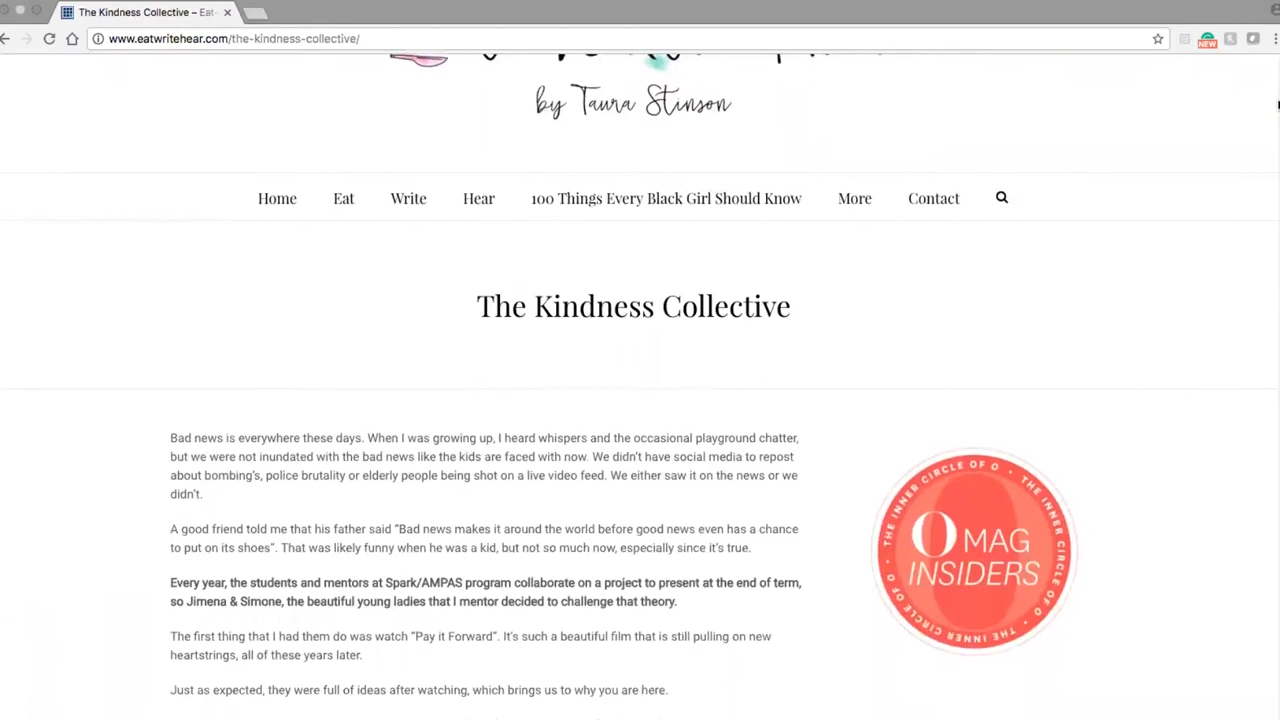 The Kindness Collective – Eat
www.eatwritehear.com/the-kindness-collective/
NEW
by Taura Stinson
Home Eat Write Hear 100 Things Every Black Girl Should Know More Contact
The Kindness Collective
Bad news is everywhere these days. When I was growing up, I heard whispers and the occasional playground chatter,
but we were not inundated with the bad news like the kids are faced with now. We didn’t have social media to repost
about bombing’s, police brutality or elderly people being shot on a live video feed. We either saw it on the news or we
didn’t.
A good friend told me that his father said “Bad news makes it around the world before good news even has a chance
to put on its shoes”. That was likely funny when he was a kid, but not so much now, especially since it’s true.
Every year, the students and mentors at Spark/AMPAS program collaborate on a project to present at the end of term,
so Jimena & Simone, the beautiful young ladies that I mentor decided to challenge that theory.
The first thing that I had them do was watch “Pay it Forward”. It’s such a beautiful film that is still pulling on new
heartstrings, all of these years later.
Just as expected, they were full of ideas after watching, which brings us to why you are here.
THE INNER CIRCLE OF O • THE INNER CIRCLE OF O • THE INNER CIRCLE OF O •
O MAG
INSIDERS